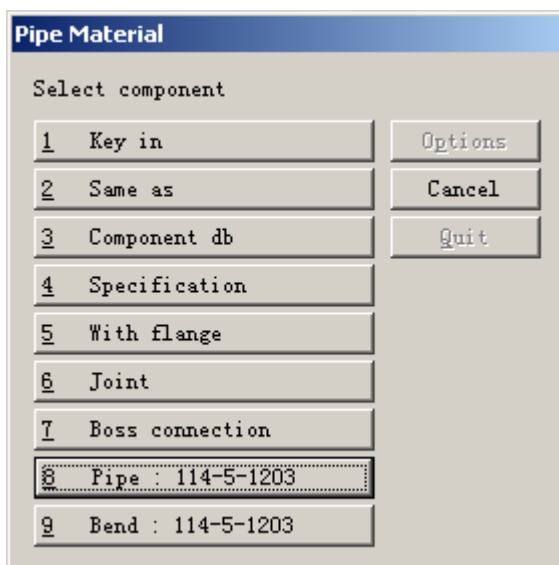 Pipe Material
Select component
1 Key in
Options
2 Same as
Cancel
3 Component db
Quit
4 Specification
5 With flange
6 Joint
7 Boss connection
8 Pipe : 114-5-1203
9 Bend : 114-5-1203